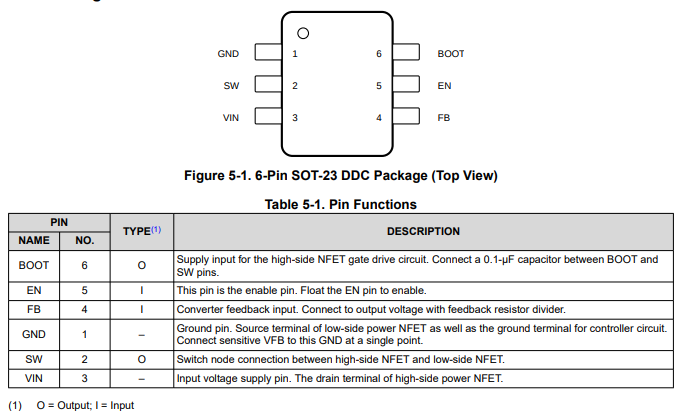 GND 1 6 BOOT
SW 2 5 EN
VIN 3 4 FB
Figure 5-1. 6-Pin SOT-23 DDC Package (Top View)
Table 5-1. Pin Functions
PIN
TYPE(1)
DESCRIPTION
NAME NO.
BOOT 6 O Supply input for the high-side NFET gate drive circuit. Connect a 0.1-µF capacitor between BOOT and
SW pins.
EN 5 I This pin is the enable pin. Float the EN pin to enable.
FB 4 I Converter feedback input. Connect to output voltage with feedback resistor divider.
GND 1 – Ground pin. Source terminal of low-side power NFET as well as the ground terminal for controller circuit.
Connect sensitive VFB to this GND at a single point.
SW 2 O Switch node connection between high-side NFET and low-side NFET.
VIN 3 – Input voltage supply pin. The drain terminal of high-side power NFET.
(1) O = Output; I = Input